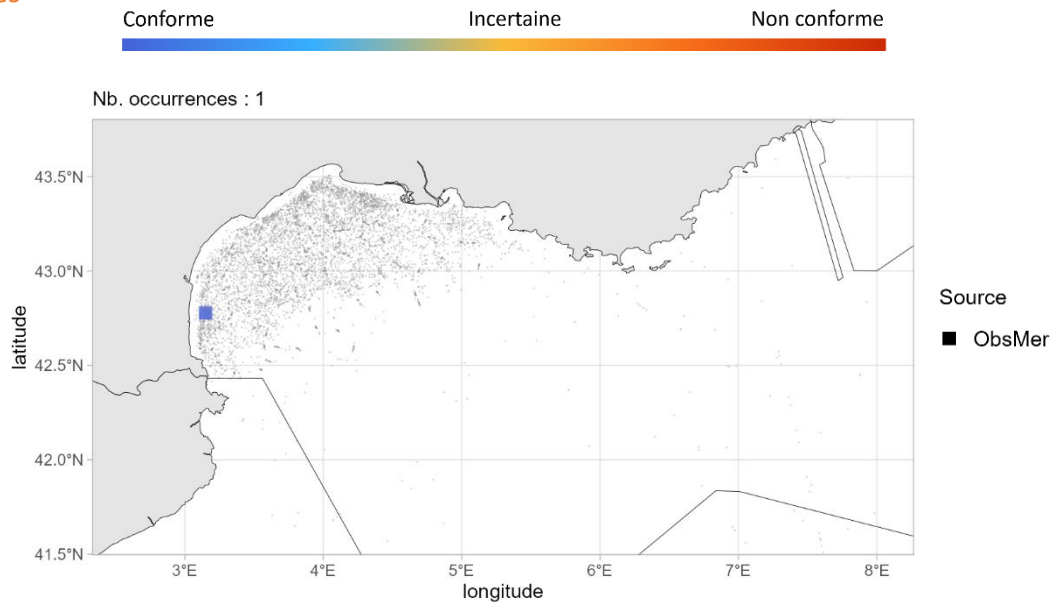 Conforme Incertaine Non conforme
Nb. occurrences : 1
43.5°N
43.0°N
42.5°N
42.0°N
41.5°N
latitude
3°E 4°E 5°E 6°E 7°E 8°E
longitude
Source
ObsMer